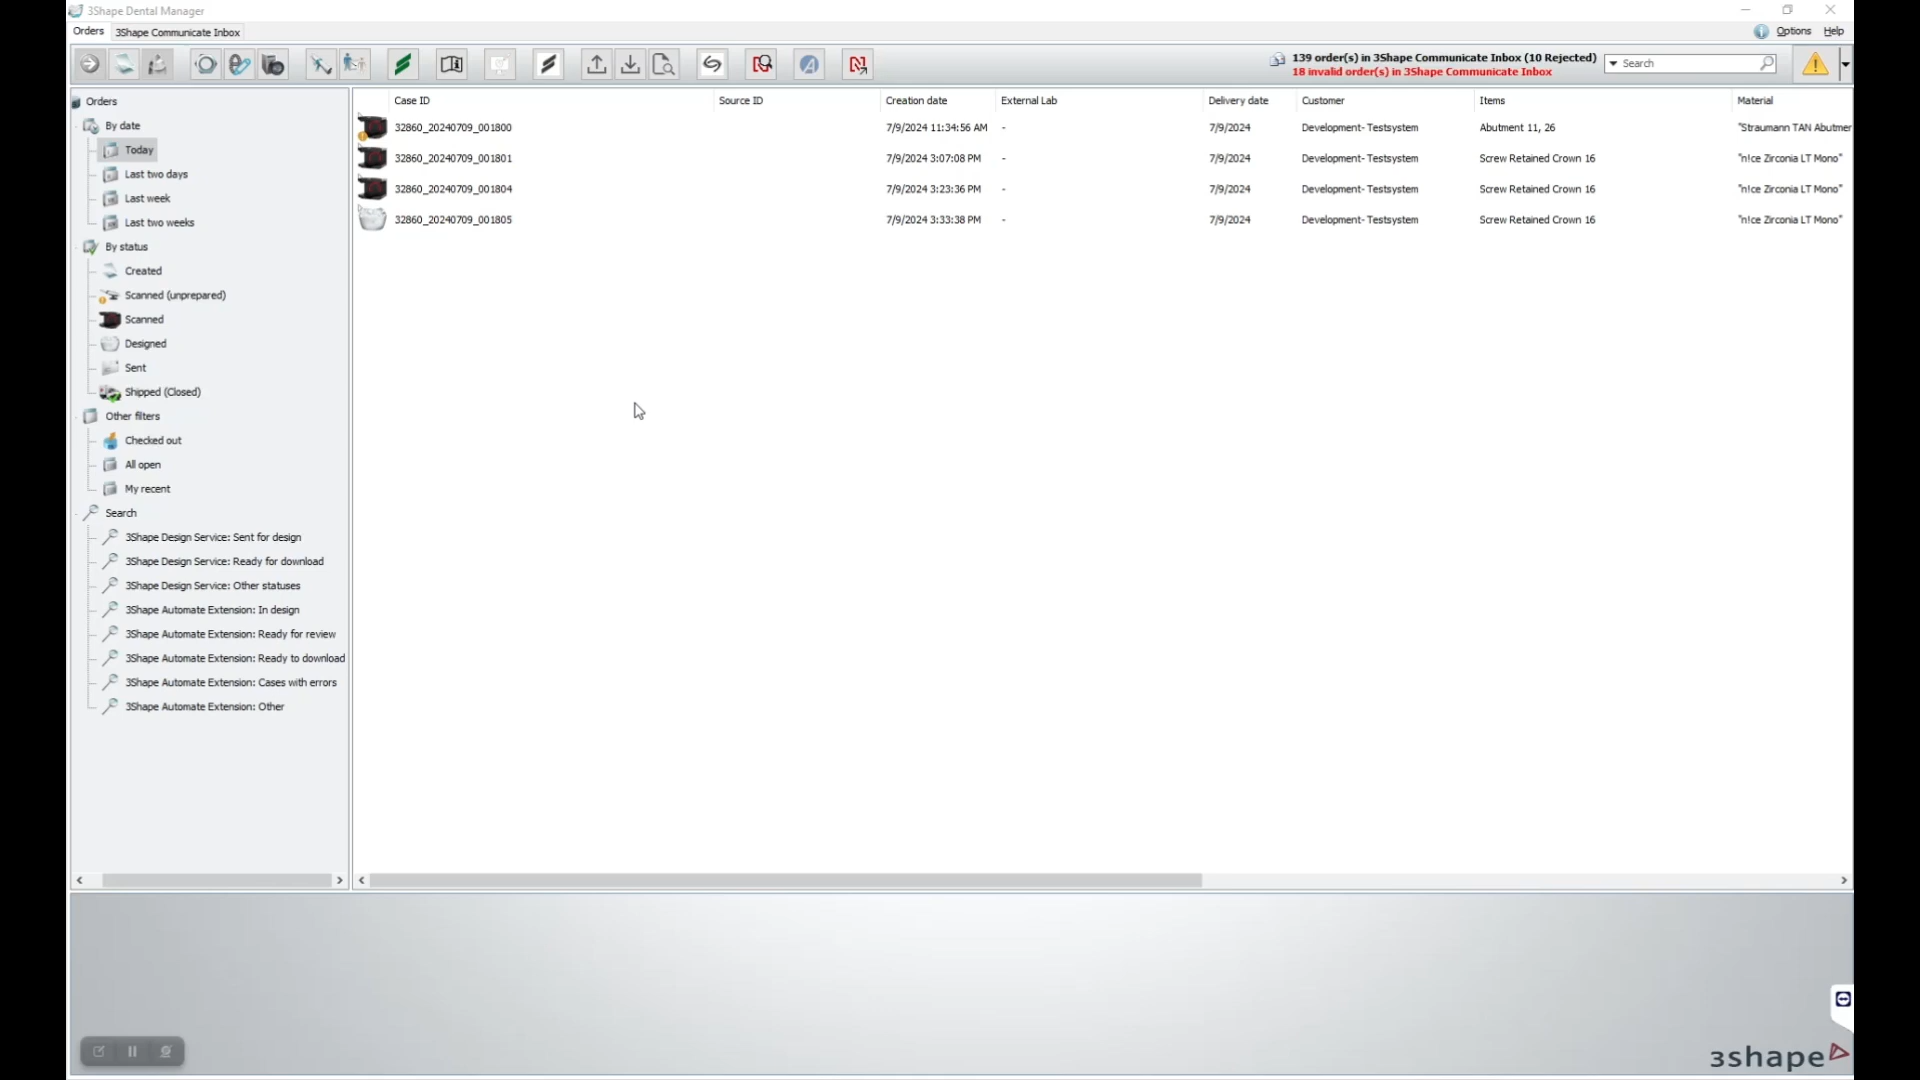 3Shape Dental Manager
Orders
3Shape Communicate Inbox
Options
Help
139 order(s) in 3Shape Communicate Inbox (10 Rejected)
18 invalid order(s) in 3Shape Communicate Inbox
Search
Orders
By date
Today
Last two days
Last week
Last two weeks
By status
Created
Scanned (unprepared)
Scanned
Designed
Sent
Shipped (Closed)
Other filters
Checked out
All open
My recent
Search
3Shape Design Service: Sent for design
3Shape Design Service: Ready for download
3Shape Design Service: Other statuses
3Shape Automate Extension: In design
3Shape Automate Extension: Ready for review
3Shape Automate Extension: Ready to download
3Shape Automate Extension: Cases with errors
3Shape Automate Extension: Other
Case ID Source ID Creation date External Lab Delivery date Customer Items Material
32860_20240709_001800 7/9/2024 11:34:56 AM - 7/9/2024 Development- Testsystem Abutment 11, 26 "Straumann TAN Abutmer
32860_20240709_001801 7/9/2024 3:07:08 PM - 7/9/2024 Development- Testsystem Screw Retained Crown 16 "n!ce Zirconia LT Mono"
32860_20240709_001804 7/9/2024 3:23:36 PM - 7/9/2024 Development- Testsystem Screw Retained Crown 16 "n!ce Zirconia LT Mono"
32860_20240709_001805 7/9/2024 3:33:38 PM - 7/9/2024 Development- Testsystem Screw Retained Crown 16 "n!ce Zirconia LT Mono"
3shape